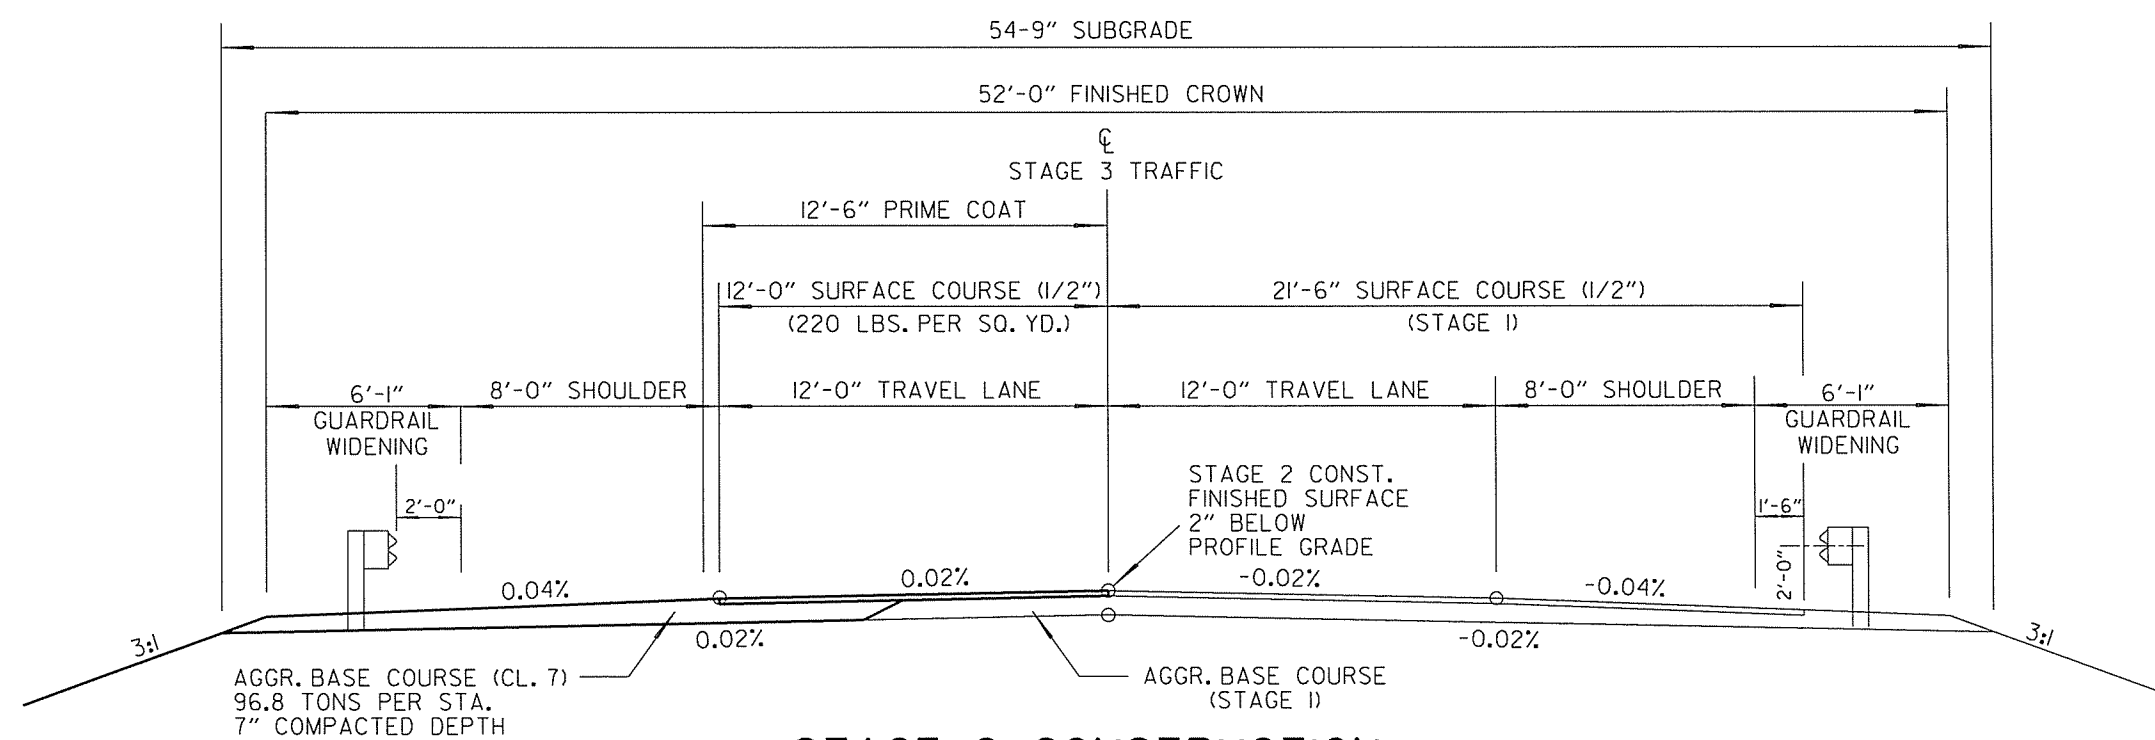 54-9" SUBGRADE
52'-0" FINISHED CROWN
℄
STAGE 3 TRAFFIC
12'-6" PRIME COAT
12'-0" SURFACE COURSE (1/2")
(220 LBS. PER SQ. YD.)
21'-6" SURFACE COURSE (1/2")
(STAGE 1)
6'-1"
GUARDRAIL
WIDENING
8'-0" SHOULDER
12'-0" TRAVEL LANE
12'-0" TRAVEL LANE
8'-0" SHOULDER
6'-1"
GUARDRAIL
WIDENING
2'-0"
STAGE 2 CONST.
FINISHED SURFACE
2" BELOW
PROFILE GRADE
1'-6"
2'-0"
0.04%
0.02%
-0.02%
-0.04%
3:1
0.02%
-0.02%
3:1
AGGR. BASE COURSE (CL. 7)
96.8 TONS PER STA.
7" COMPACTED DEPTH
AGGR. BASE COURSE
(STAGE 1)